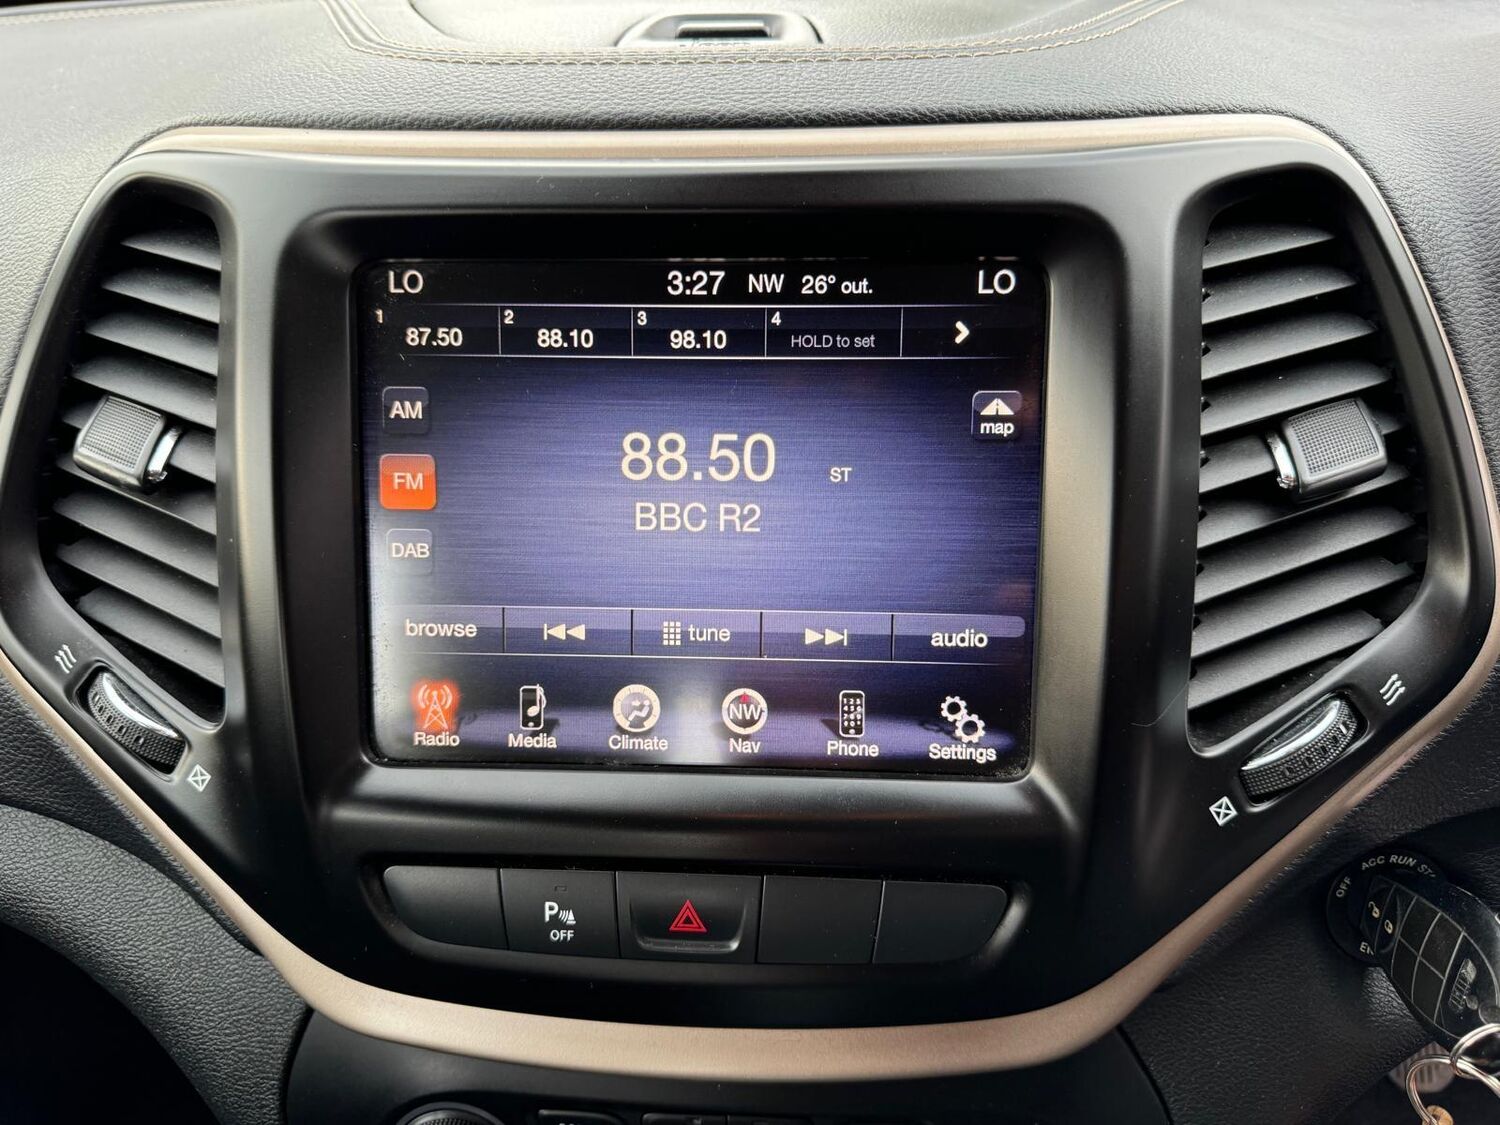 LO 3:27 NW 26° out. LO
1 87.50 2 88.10 3 98.10 4 HOLD to set
AM
map
88.50 ST
FM
BBC R2
DAB
browse tune audio
NW
Radio Media Climate Nav Phone Settings
P
OFF
OFF ACC RUN